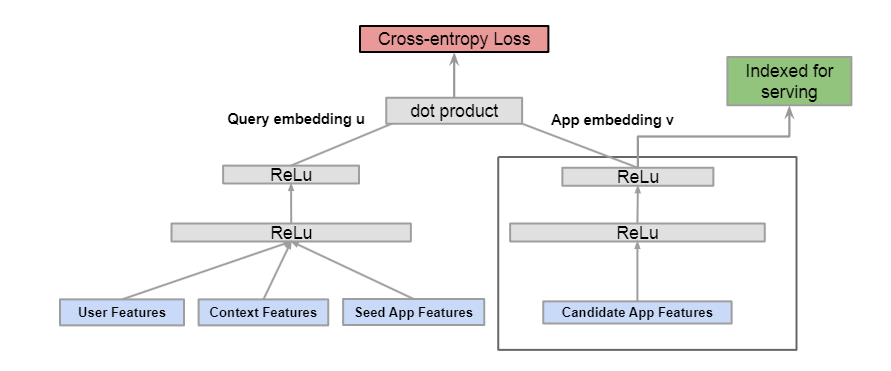 Cross-entropy Loss
Indexed for
serving
dot product
Query embedding u
App embedding v
ReLu
ReLu
ReLu
ReLu
User Features
Context Features
Seed App Features
Candidate App Features